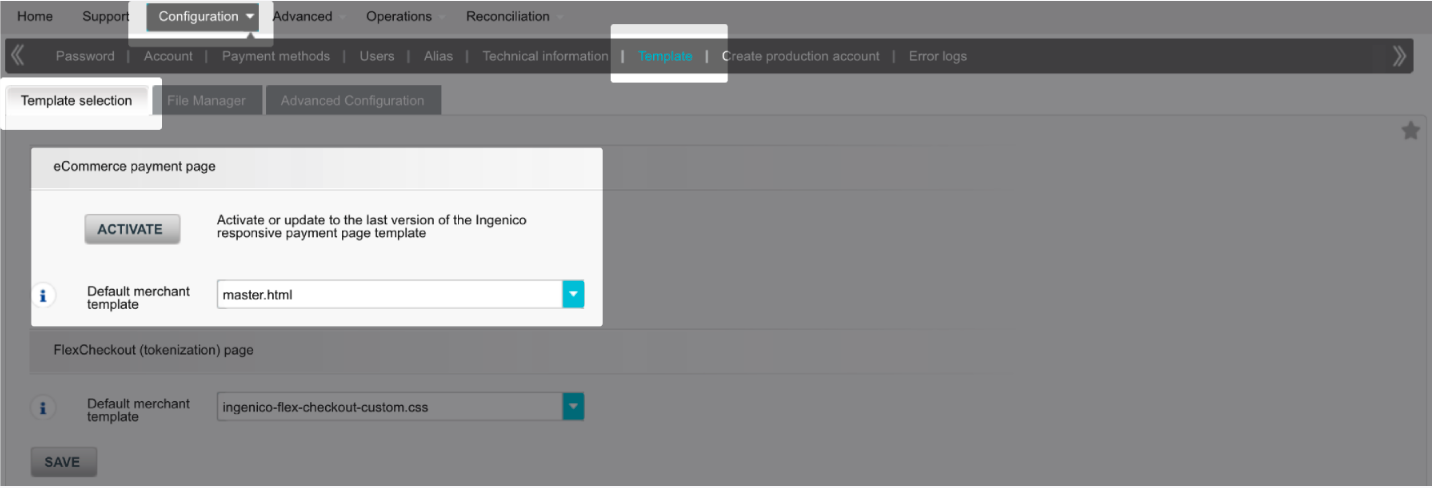 Home Support Configuration Advanced Operations Reconciliation
Password | Account | Payment methods | Users | Alias | Technical information | Template | Create production account | Error logs
Template selection File Manager Advanced Configuration
eCommerce payment page
ACTIVATE Activate or update to the last version of the Ingenico
responsive payment page template
i Default merchant master.html
template
FlexCheckout (tokenization) page
i Default merchant ingenico-flex-checkout-custom.css
template
SAVE